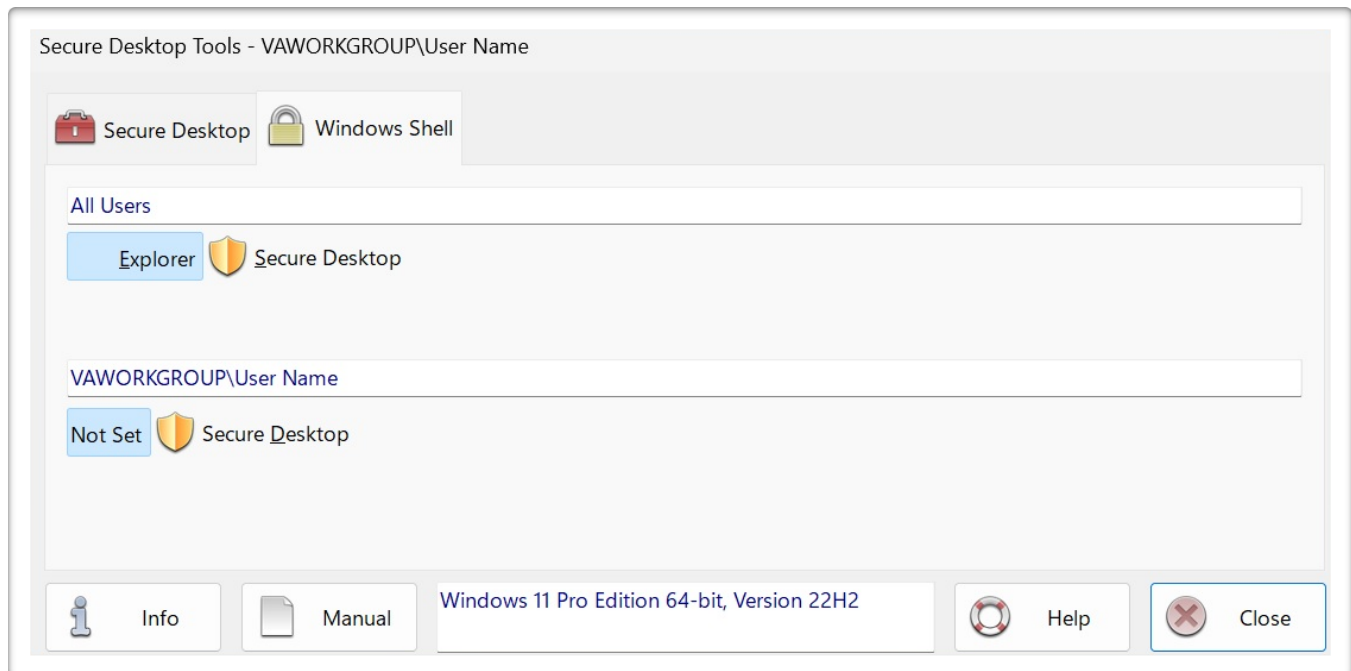 Secure Desktop Tools - VAWORKGROUP\User Name
Secure Desktop Windows Shell
All Users
Explorer Secure Desktop
VAWORKGROUP\User Name
Not Set Secure Desktop
Info Manual Windows 11 Pro Edition 64-bit, Version 22H2 Help Close